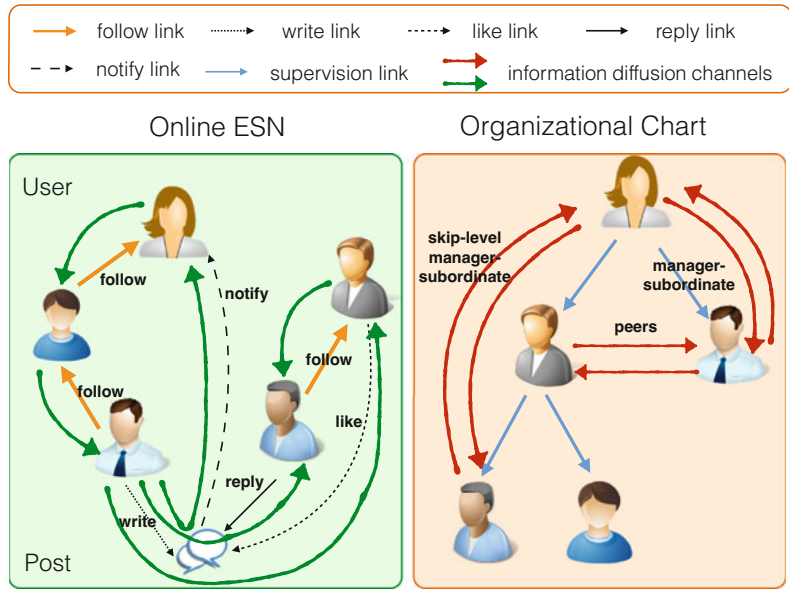 follow link
write link
like link
reply link
notify link
supervision link
information diffusion channels
Online ESN
Organizational Chart
User
follow
notify
follow
follow
like
reply
write
Post
skip-level
manager-
subordinate
manager-
subordinate
peers